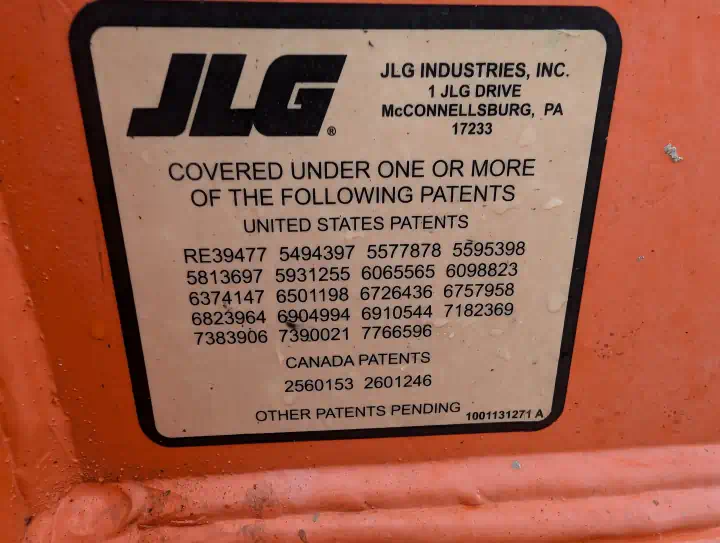 JLG®
JLG INDUSTRIES, INC.
1 JLG DRIVE
McCONNELLSBURG, PA
17233
COVERED UNDER ONE OR MORE
OF THE FOLLOWING PATENTS
UNITED STATES PATENTS
RE39477 5494397 5577878 5595398
5813697 5931255 6065565 6098823
6374147 6501198 6726436 6757958
6823964 6904994 6910544 7182369
7383906 7390021 7766596
CANADA PATENTS
2560153 2601246
OTHER PATENTS PENDING
1001131271 A